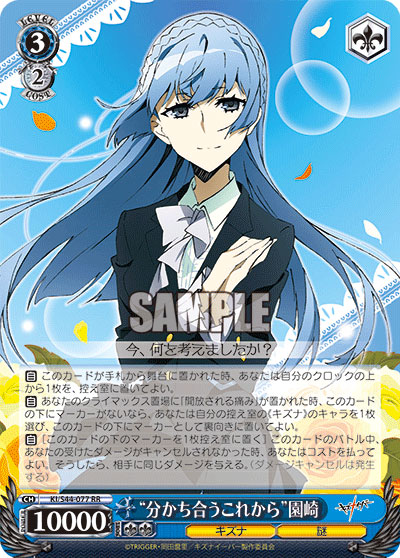 LEVEL
3
2
COST
SAMPLE
今、何を考えましたか?
自 このカードが手札から舞台に置かれた時、あなたは自分のクロックの上
から1枚を、控え室に置いてよい。
自 あなたのクライマックス置場に「開放される痛み」が置かれた時、このカー
ドの下にマーカーがないなら、あなたは自分の控え室の《キズナ》のキャラを1枚
選び、このカードの下にマーカーとして裏向きに置いてよい。
自 [このカードの下のマーカーを1枚控え室に置く] このカードのバトル中、
あなたの受けたダメージがキャンセルされなかった時、あなたはコストを払っ
てよい。そうしたら、相手に同じダメージを与える。(ダメージキャンセルは発生
する)
CH
KI/S44-077 RR
10000
“分かち合うこれから”園崎
キズナイーバー
キズナ
謎
©TRIGGER・岡田麿里/『キズナイーバー』製作委員会